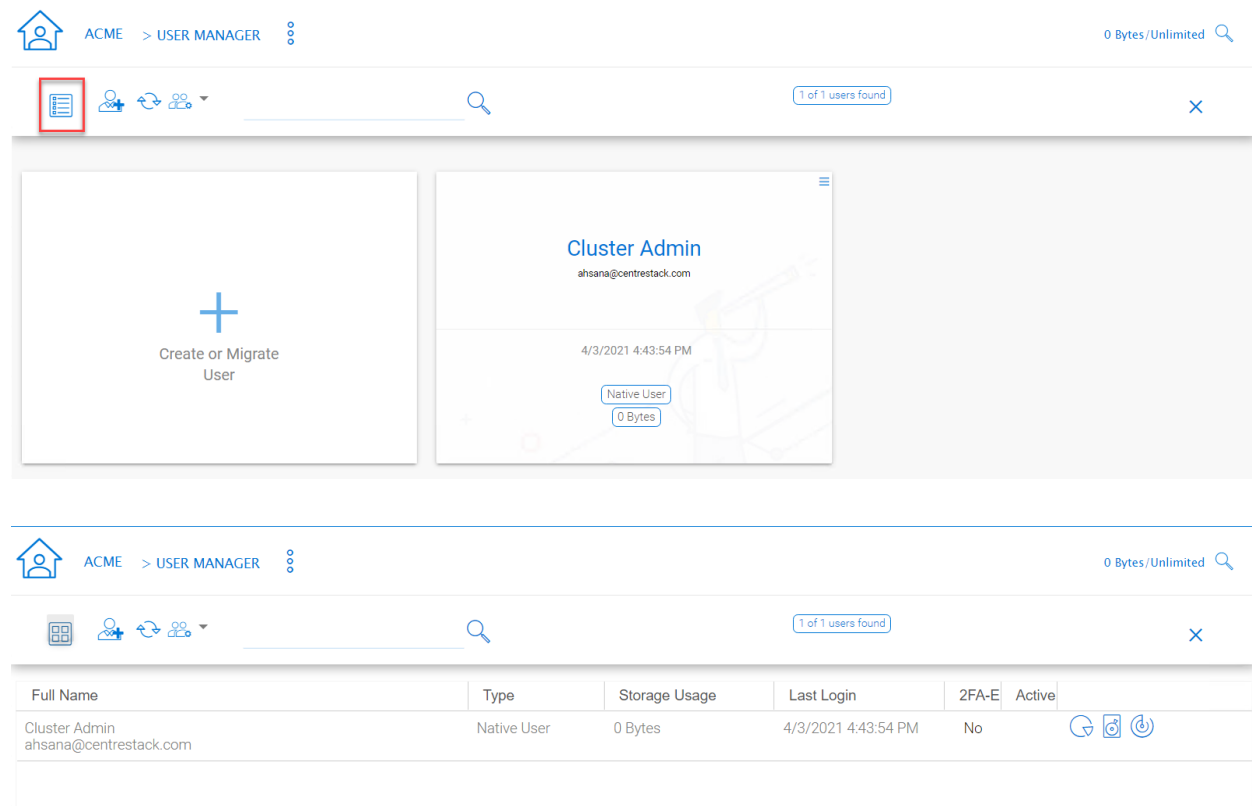 ACME > USER MANAGER 0 Bytes/Unlimited
1 of 1 users found
Cluster Admin
ahsana@centrestack.com
Create or Migrate
User
4/3/2021 4:43:54 PM
Native User
0 Bytes
ACME > USER MANAGER 0 Bytes/Unlimited
1 of 1 users found
Full Name Type Storage Usage Last Login 2FA-E Active
Cluster Admin Native User 0 Bytes 4/3/2021 4:43:54 PM No
ahsana@centrestack.com